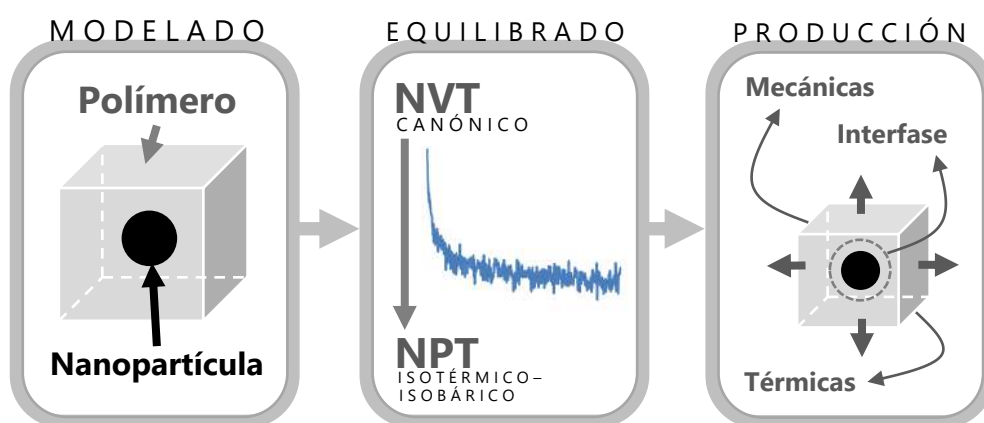 MODELADO
Polímero
Nanopartícula
EQUILIBRADO
NVT
CANÓNICO
NPT
ISOTÉRMICO–
ISOBÁRICO
PRODUCCIÓN
Mecánicas
Interfase
Térmicas